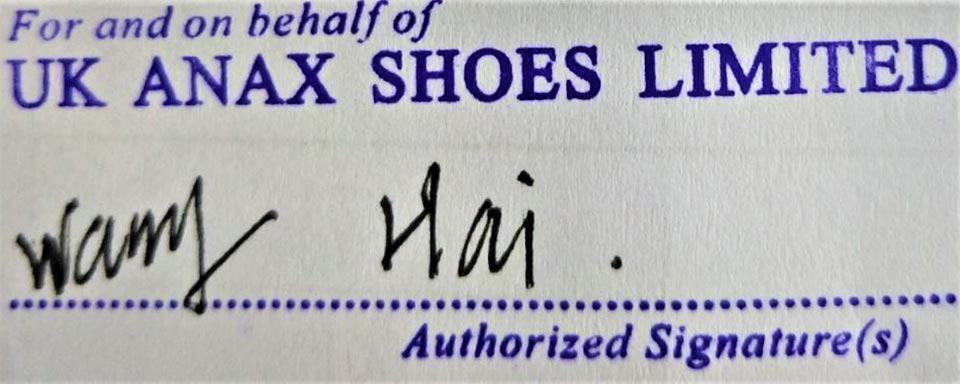 For and on behalf of
UK ANAX SHOES LIMITED
Wang Hai.
Authorized Signature(s)